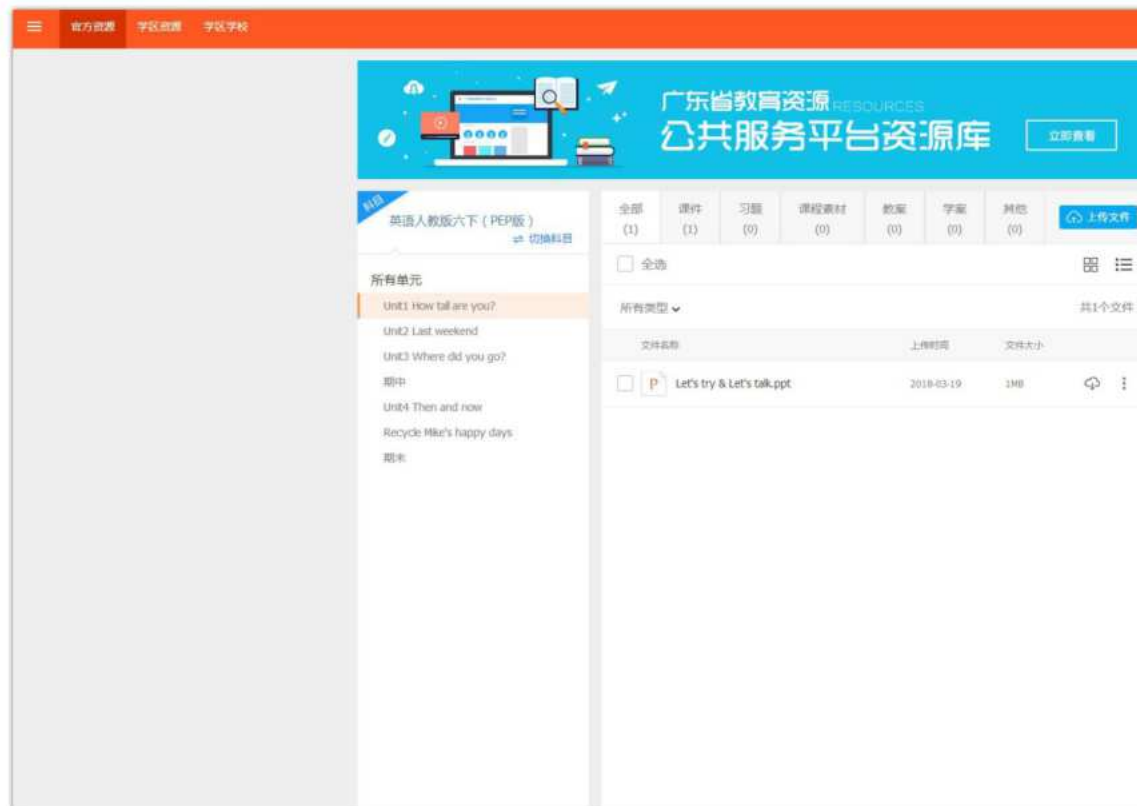 官方资源 学区资源 学区学校
广东省教育资源 RESOURCES
公共服务平台资源库
立即查看
科目
英语人教版六下（PEP版）
切换科目
所有单元
Unit1 How tall are you?
Unit2 Last weekend
Unit3 Where did you go?
期中
Unit4 Then and now
Recycle Mike's happy days
期末
全部 课件 习题 课程素材 教案 学案 其他
(1) (1) (0) (0) (0) (0) (0)
上传文件
全选
所有类型 共1个文件
文件名称 上传时间 文件大小
P Let's try & Let's talk.ppt 2018-03-19 1MB